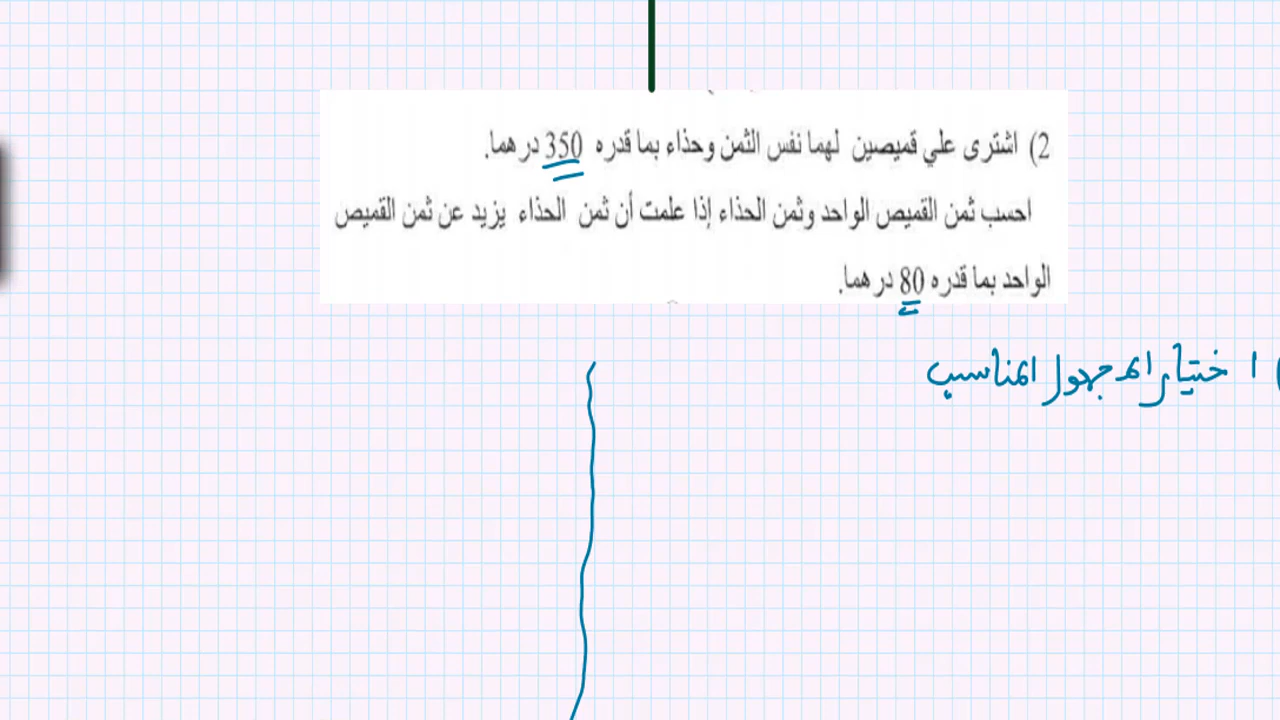 2) اشترى علي قميصين لهما نفس الثمن وحذاء بما قدره 350 درهما.
احسب ثمن القميص الواحد وثمن الحذاء إذا علمت أن ثمن الحذاء يزيد عن ثمن القميص
الواحد بما قدره 80 درهما.
) اختيار المجهول المناسب